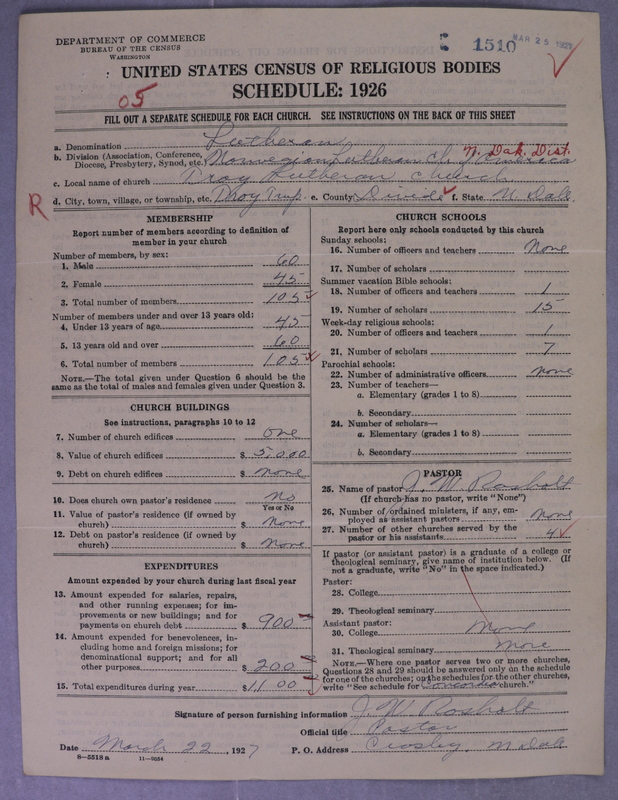 DEPARTMENT OF COMMERCE
BUREAU OF THE CENSUS
WASHINGTON
1510
MAR 25 1927
UNITED STATES CENSUS OF RELIGIOUS BODIES
SCHEDULE: 1926
05
FILL OUT A SEPARATE SCHEDULE FOR EACH CHURCH. SEE INSTRUCTIONS ON THE BACK OF THIS SHEET
a. Denomination Lutheran
b. Division (Association, Conference, Diocese, Presbytery, Synod, etc.) Norwegian Lutheran Ch of America N. Dak. Dist.
c. Local name of church Troy Lutheran Church
R
d. City, town, village, or township, etc. Troy Twp. e. County Divide f. State N. Dak.
MEMBERSHIP
Report number of members according to definition of member in your church
Number of members, by sex:
1. Male 60
2. Female 45
3. Total number of members 105
Number of members under and over 13 years old:
4. Under 13 years of age 45
5. 13 years old and over 60
6. Total number of members 105
NOTE.—The total given under Question 6 should be the same as the total of males and females given under Question 3.
CHURCH BUILDINGS
See instructions, paragraphs 10 to 12
7. Number of church edifices One
8. Value of church edifices $ 5,000
9. Debt on church edifices $ None
10. Does church own pastor's residence No
Yes or No
11. Value of pastor's residence (if owned by church) $ None
12. Debt on pastor's residence (if owned by church) $ None
EXPENDITURES
Amount expended by your church during last fiscal year
13. Amount expended for salaries, repairs, and other running expenses; for improvements or new buildings; and for payments on church debt $ 900
14. Amount expended for benevolences, including home and foreign missions; for denominational support; and for all other purposes $ 200
15. Total expenditures during year $ 1100
CHURCH SCHOOLS
Report here only schools conducted by this church
Sunday schools:
16. Number of officers and teachers None
17. Number of scholars
Summer vacation Bible schools:
18. Number of officers and teachers 1
19. Number of scholars 15
Week-day religious schools:
20. Number of officers and teachers 1
21. Number of scholars 7
Parochial schools:
22. Number of administrative officers None
23. Number of teachers—
a. Elementary (grades 1 to 8)
b. Secondary
24. Number of scholars—
a. Elementary (grades 1 to 8)
b. Secondary
PASTOR
25. Name of pastor J. W. Rosholt
(If church has no pastor, write "None")
26. Number of ordained ministers, if any, employed as assistant pastors None
27. Number of other churches served by the pastor or his assistants 4
If pastor (or assistant pastor) is a graduate of a college or theological seminary, give name of institution below. (If not a graduate, write "No" in the space indicated.)
Pastor:
28. College
29. Theological seminary
Assistant pastor:
30. College None
31. Theological seminary None
NOTE.—Where one pastor serves two or more churches, Questions 28 and 29 should be answered only on the schedule for one of the churches; on the schedules for the other churches, write "See schedule for Concordia church."
Signature of person furnishing information J. W. Rosholt
Official title Pastor
Date March 22, 1927 P. O. Address Crosby, N Dak
8—5518 a 11—9054